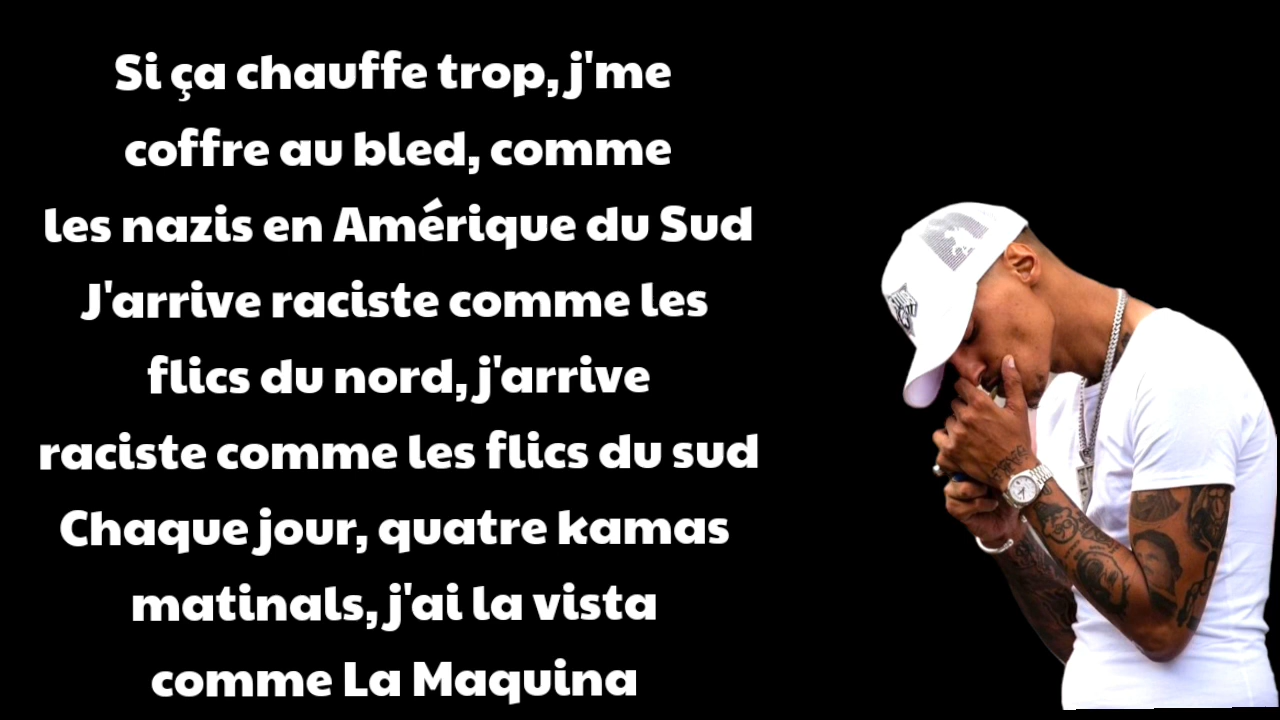 Si ça chauffe trop, j'me
coffre au bled, comme
les nazis en Amérique du Sud
J'arrive raciste comme les
flics du nord, j'arrive
raciste comme les flics du sud
Chaque jour, quatre kamas
matinals, j'ai la vista
comme La Maquina